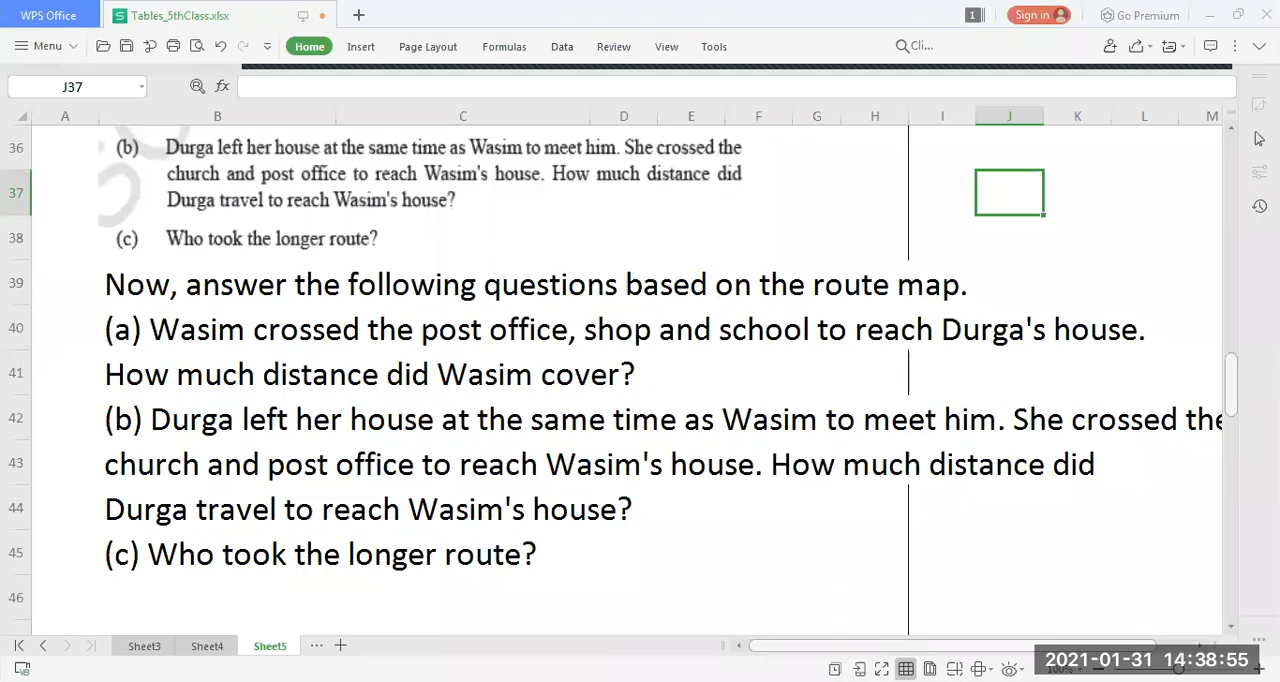 WPS Office Tables_5thClass.xlsx 1 Sign in Go Premium
Menu Home Insert Page Layout Formulas Data Review View Tools Cli...
J37 fx
A B C D E F G H I J K L M
36 (b) Durga left her house at the same time as Wasim to meet him. She crossed the
37 church and post office to reach Wasim's house. How much distance did
Durga travel to reach Wasim's house?
38 (c) Who took the longer route?
39 Now, answer the following questions based on the route map.
40 (a) Wasim crossed the post office, shop and school to reach Durga's house.
41 How much distance did Wasim cover?
42 (b) Durga left her house at the same time as Wasim to meet him. She crossed the
43 church and post office to reach Wasim's house. How much distance did
44 Durga travel to reach Wasim's house?
45 (c) Who took the longer route?
46
Sheet3 Sheet4 Sheet5 ...
2021-01-31 14:38:55